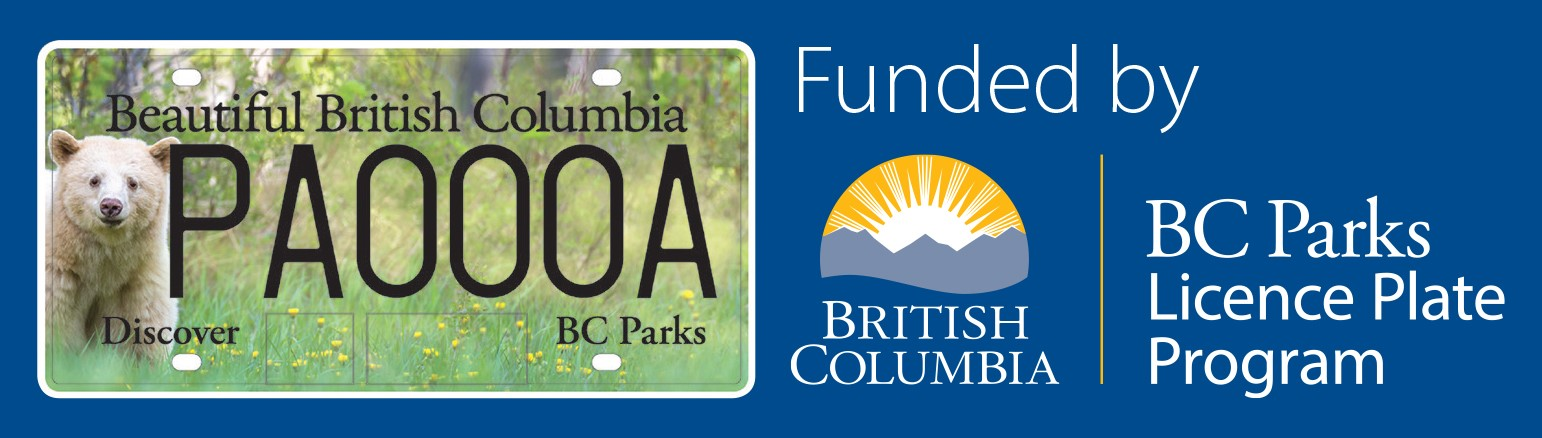 Beautiful British Columbia
PA000A
Discover BC Parks
Funded by
BRITISH
COLUMBIA
BC Parks
Licence Plate
Program